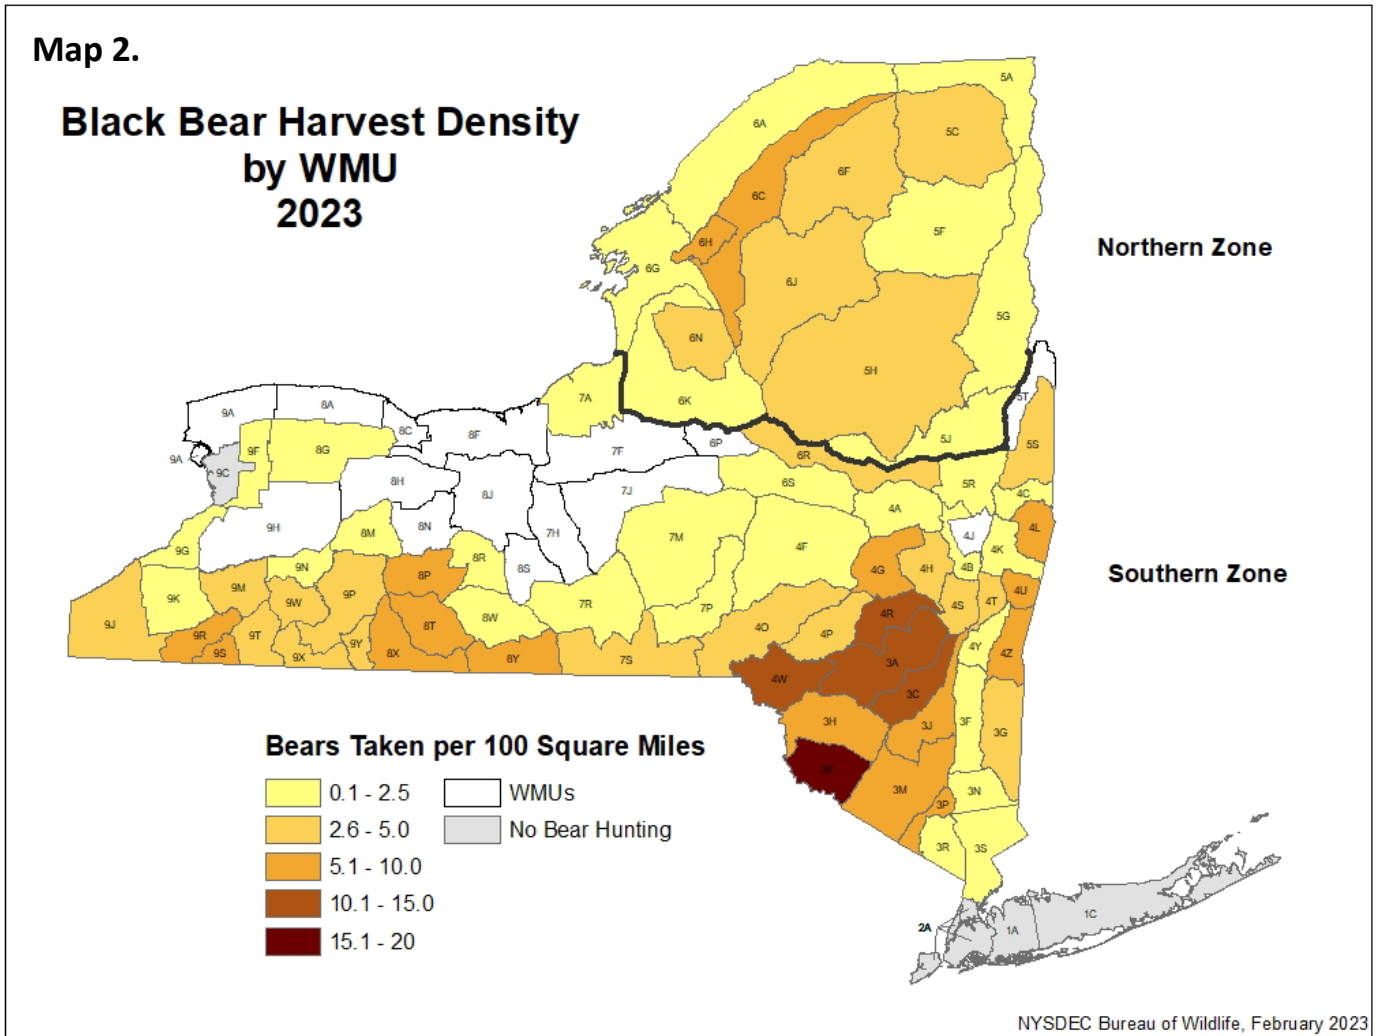 Map 2.
Black Bear Harvest Density
by WMU
2023
5A
6A
5C
6F
6C
5F
6H
6G
6J
5G
6N
5H
6K
5J
Northern Zone
7A
9A
8A
8C
8F
7F
6P
6R
5T
5S
9A
9C
9F
8G
8H
8J
7J
6S
5R
4C
4A
4L
9H
8M
8N
7H
7M
4F
4J
4K
4B
9G
9N
8R
8S
4G
4H
Southern Zone
9K
9M
9W
9P
8P
7R
7P
4S
4T
4U
9J
9R
9S
9T
9X
9Y
8X
8T
8W
8Y
7S
4O
4P
4R
4Y
4Z
4W
3A
3C
3H
3J
3F
3G
3K
3M
3P
3N
3R
3S
2A
1A
1C
Bears Taken per 100 Square Miles
0.1 - 2.5
2.6 - 5.0
5.1 - 10.0
10.1 - 15.0
15.1 - 20
WMUs
No Bear Hunting
NYSDEC Bureau of Wildlife, February 2023